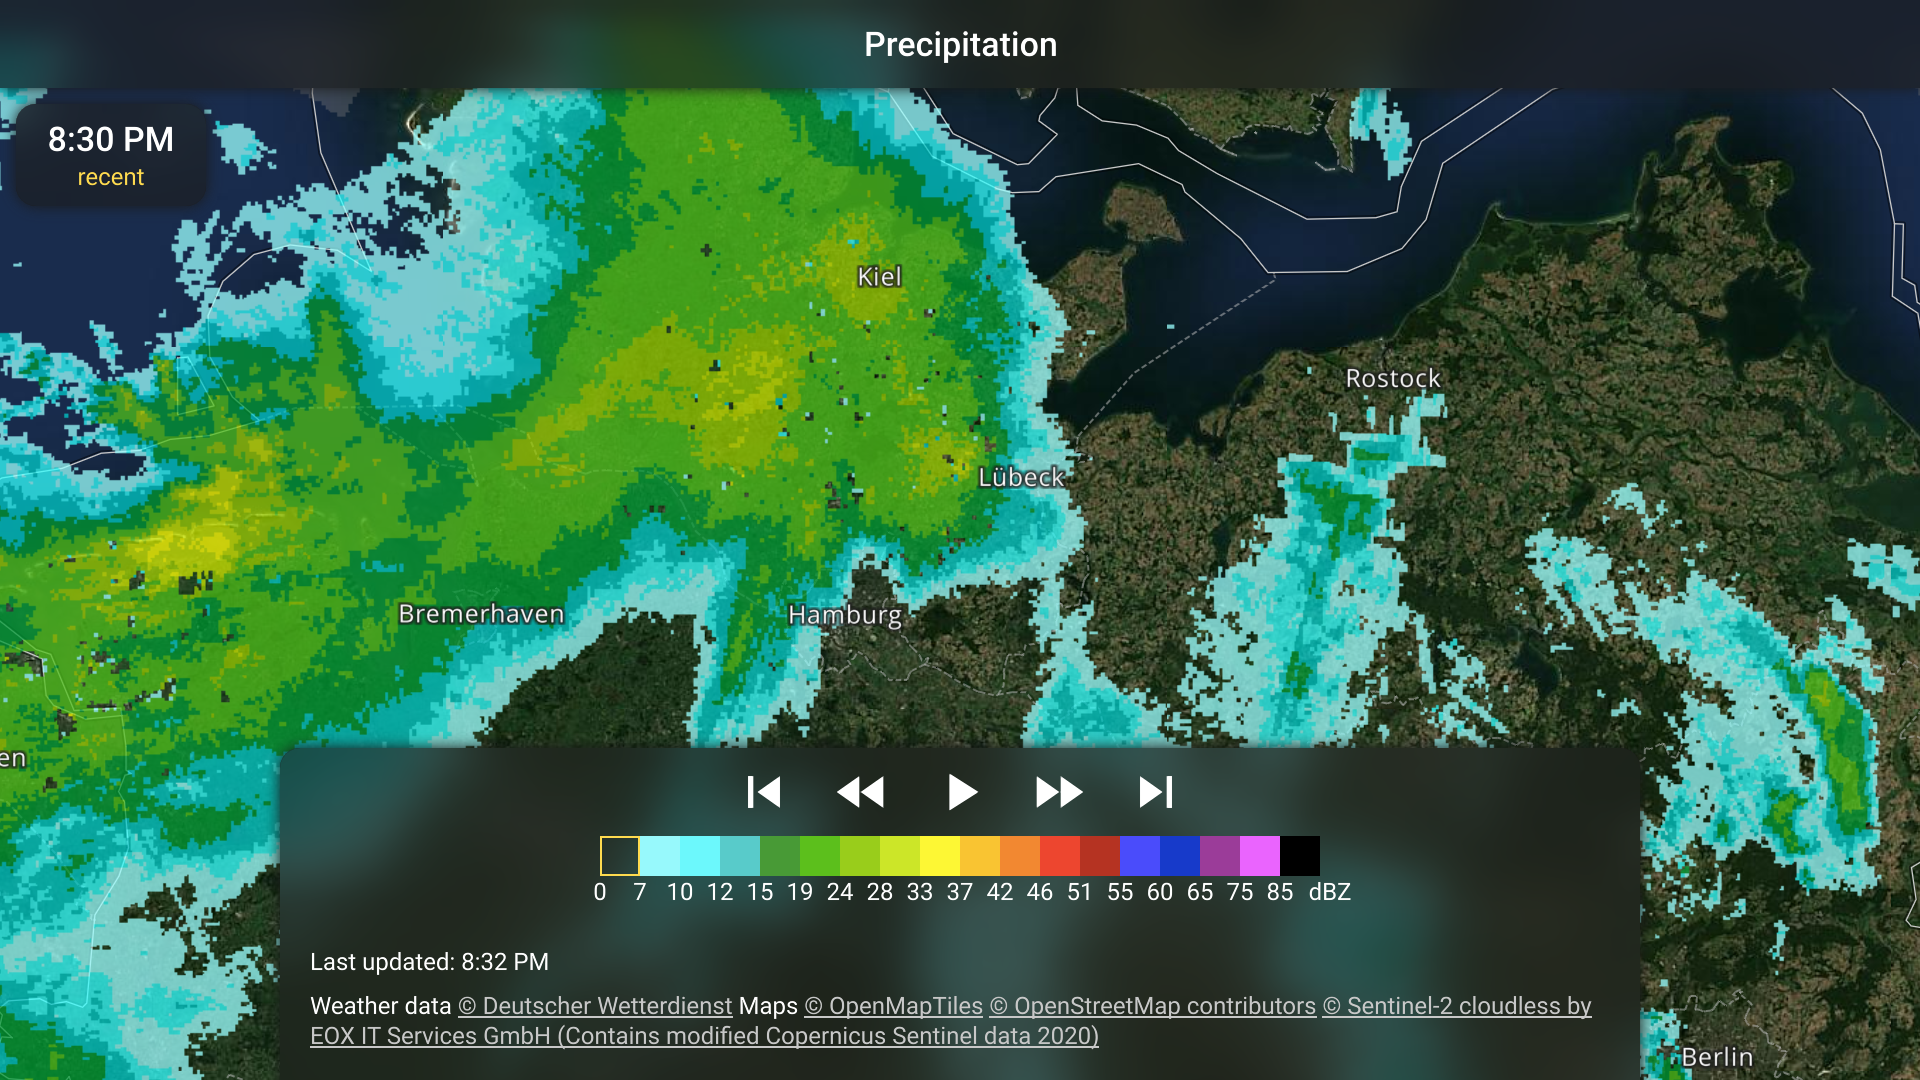 Precipitation
8:30 PM
recent
Kiel
Rostock
Lübeck
Bremerhaven
Hamburg
en
0 7 10 12 15 19 24 28 33 37 42 46 51 55 60 65 75 85 dBZ
Last updated: 8:32 PM
Weather data © Deutscher Wetterdienst Maps © OpenMapTiles © OpenStreetMap contributors © Sentinel-2 cloudless by
EOX IT Services GmbH (Contains modified Copernicus Sentinel data 2020)
Berlin